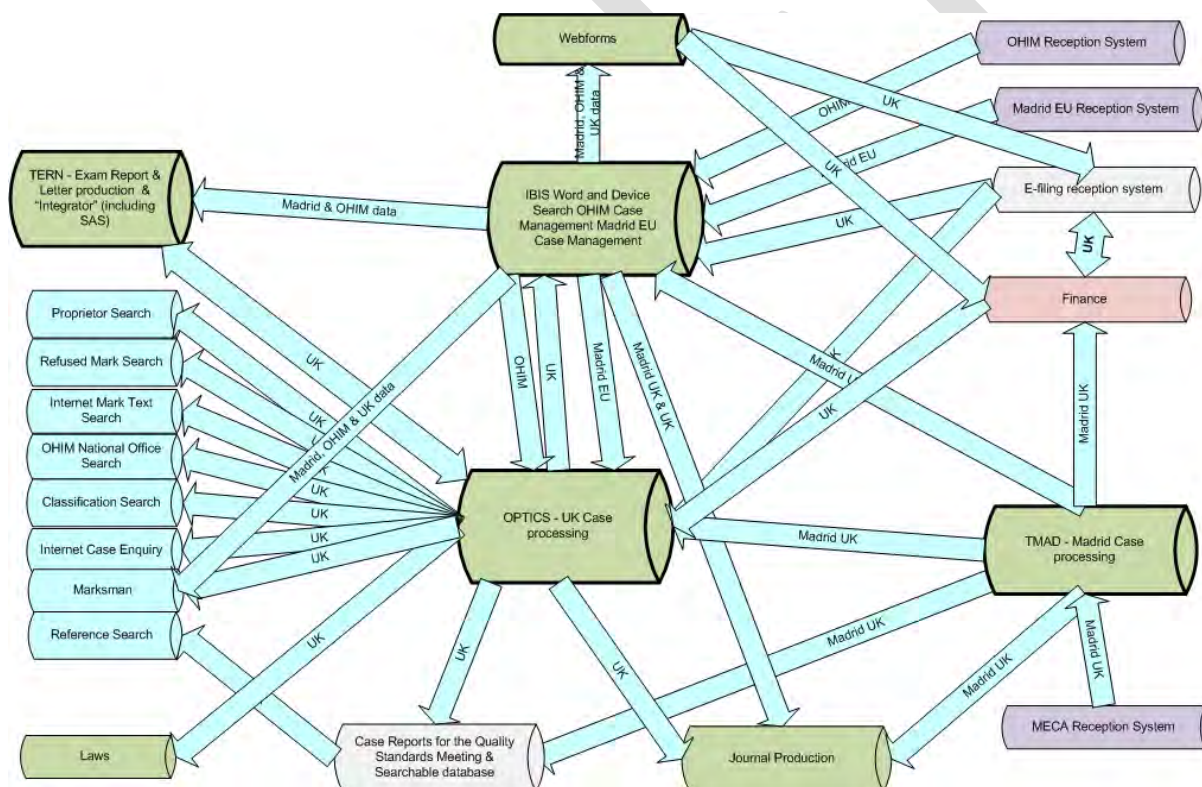 Webforms
OHIM Reception System
Madrid EU Reception System
E-filing reception system
Finance
TERN - Exam Report &
Letter production &
"Integrator" (including
SAS)
IBIS Word and Device
Search OHIM Case
Management Madrid EU
Case Management
Madrid, OHIM &
UK data
OHIM
UK
UK
UK
UK
Madrid & OHIM data
Proprietor Search
Refused Mark Search
Internet Mark Text
Search
OHIM National Office
Search
Classification Search
Internet Case Enquiry
Marksman
Reference Search
UK
UK
UK
UK
UK
UK
Madrid, OHIM & UK data
OHIM
UK
Madrid EU
Madrid UK & UK
UK
Madrid UK
OPTICS - UK Case
processing
Madrid UK
TMAD - Madrid Case
processing
UK
UK
UK
Madrid UK
Madrid UK
Madrid UK
MECA Reception System
Laws
Case Reports for the Quality
Standards Meeting &
Searchable database
Journal Production